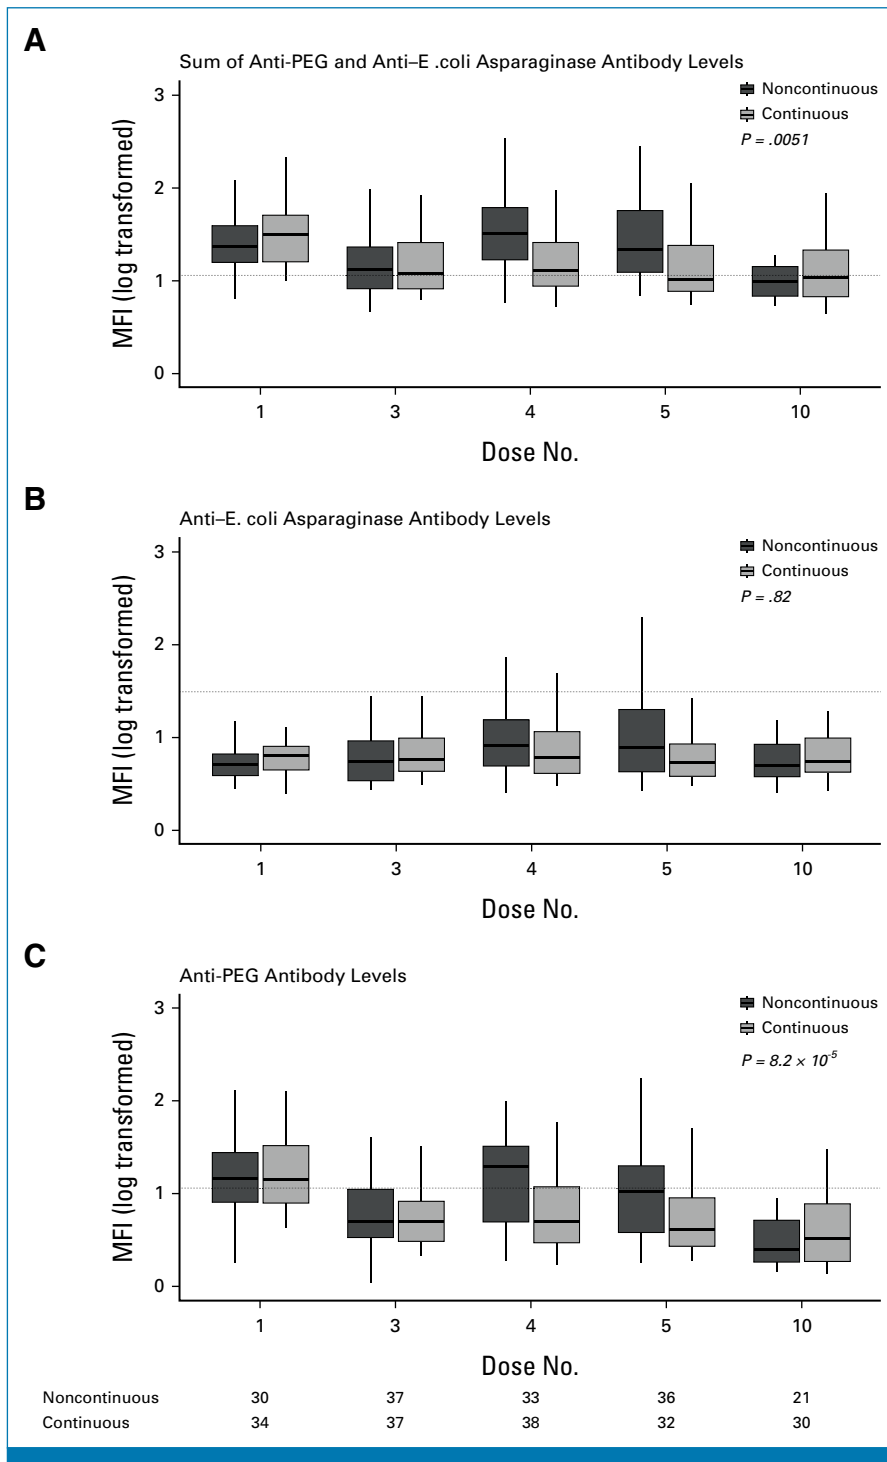 A
Sum of Anti-PEG and Anti–E .coli Asparaginase Antibody Levels
Noncontinuous
Continuous
P = .0051
MFI (log transformed)
3
2
1
0
1 3 4 5 10
Dose No.
B
Anti–E. coli Asparaginase Antibody Levels
Noncontinuous
Continuous
P = .82
MFI (log transformed)
3
2
1
0
1 3 4 5 10
Dose No.
C
Anti-PEG Antibody Levels
Noncontinuous
Continuous
P = 8.2 × 10-5
MFI (log transformed)
3
2
1
0
1 3 4 5 10
Dose No.
Noncontinuous 30 37 33 36 21
Continuous 34 37 38 32 30